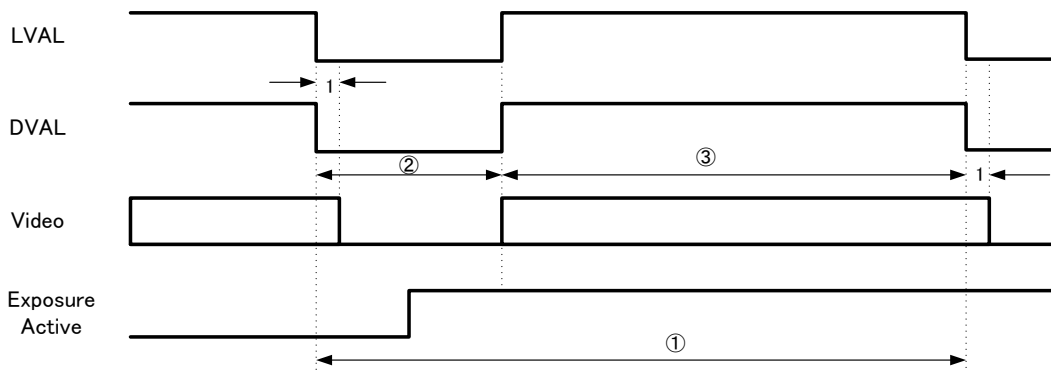 LVAL
1
DVAL
②
③
1
Video
Exposure
Active
①